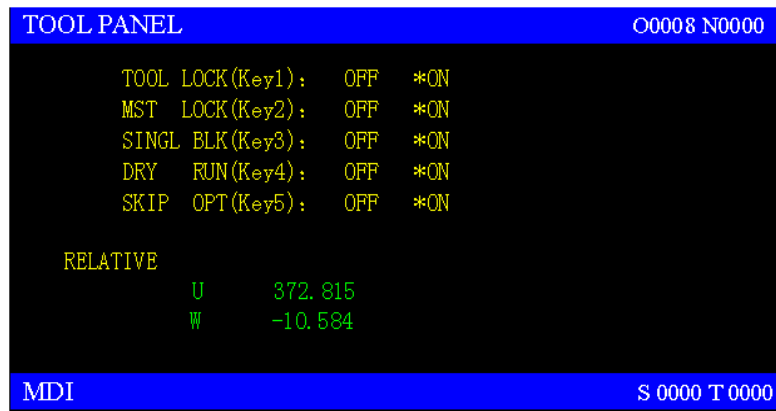 TOOL PANEL O0008 N0000
TOOL LOCK(Key1): OFF *ON
MST LOCK(Key2): OFF *ON
SINGL BLK(Key3): OFF *ON
DRY RUN(Key4): OFF *ON
SKIP OPT(Key5): OFF *ON
RELATIVE
U 372.815
W -10.584
MDI S 0000 T 0000